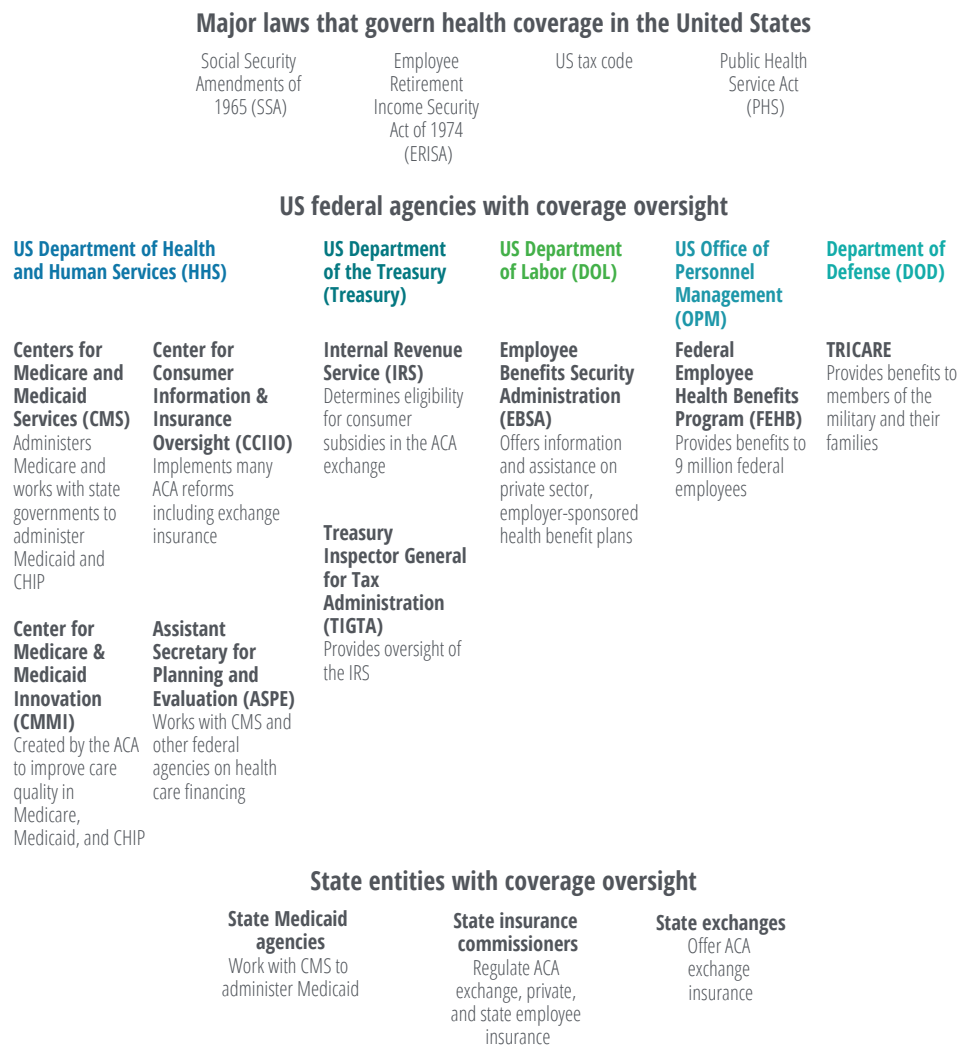 Major laws that govern health coverage in the United States
Social Security
Amendments of
1965 (SSA)
Employee
Retirement
Income Security
Act of 1974
(ERISA)
US tax code
Public Health
Service Act
(PHS)
US federal agencies with coverage oversight
US Department of Health
and Human Services (HHS)
Centers for
Medicare and
Medicaid
Services (CMS)
Administers
Medicare and
works with state
governments to
administer
Medicaid and
CHIP
Center for
Consumer
Information &
Insurance
Oversight (CCIIO)
Implements many
ACA reforms
including exchange
insurance
Center for
Medicare &
Medicaid
Innovation
(CMMI)
Created by the ACA
to improve care
quality in
Medicare,
Medicaid, and CHIP
Assistant
Secretary for
Planning and
Evaluation (ASPE)
Works with CMS and
other federal
agencies on health
care financing
US Department
of the Treasury
(Treasury)
Internal Revenue
Service (IRS)
Determines eligibility
for consumer
subsidies in the ACA
exchange
Treasury
Inspector General
for Tax
Administration
(TIGTA)
Provides oversight of
the IRS
US Department
of Labor (DOL)
Employee
Benefits Security
Administration
(EBSA)
Offers information
and assistance on
private sector,
employer-sponsored
health benefit plans
US Office of
Personnel
Management
(OPM)
Federal
Employee
Health Benefits
Program (FEHB)
Provides benefits to
9 million federal
employees
Department of
Defense (DOD)
TRICARE
Provides benefits to
members of the
military and their
families
State entities with coverage oversight
State Medicaid
agencies
Work with CMS to
administer Medicaid
State insurance
commissioners
Regulate ACA
exchange, private,
and state employee
insurance
State exchanges
Offer ACA
exchange
insurance